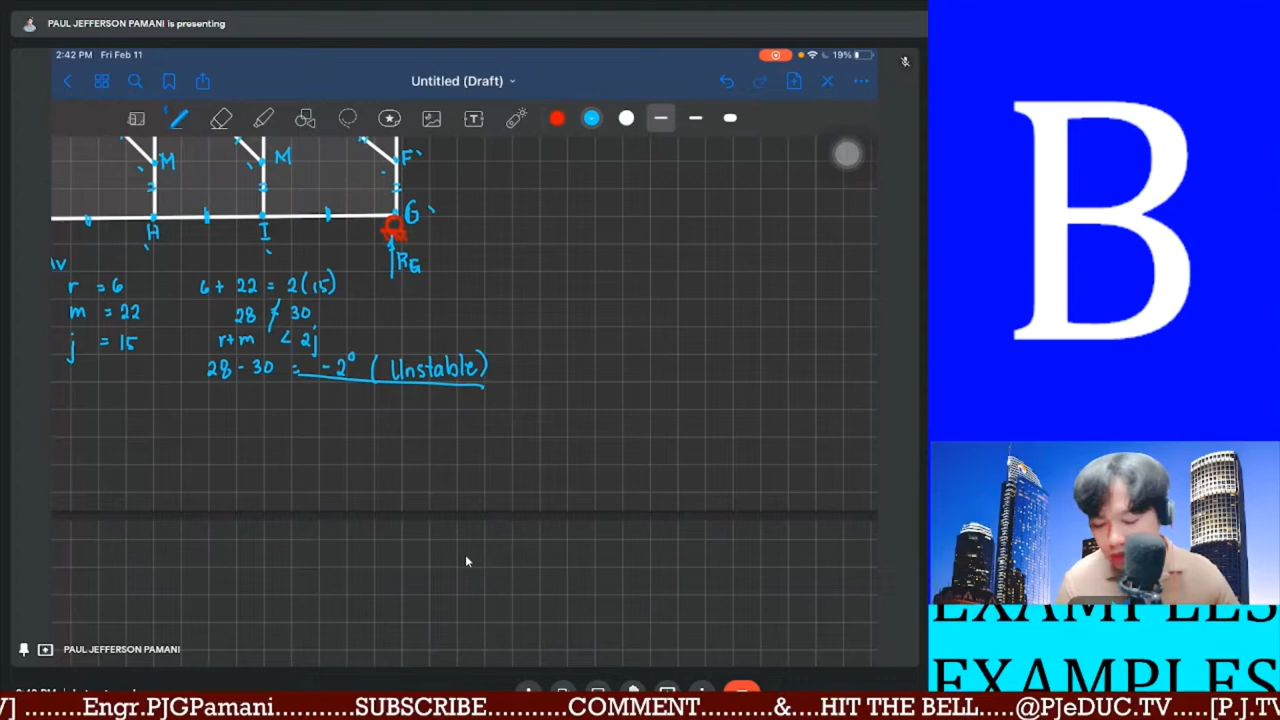 PAUL JEFFERSON PAMANI is presenting
2:42 PM Fri Feb 11
19%
Untitled (Draft)
T
M
M
F
G
H
I
RG
r = 6
m = 22
j = 15
6 + 22 = 2(15)
28 ≠ 30
r+m < 2j
28 - 30 = -2° (Unstable)
PAUL JEFFERSON PAMANI
B
EXAMPLES
EXAMPLES
V] ........Engr.PJGPamani...........SUBSCRIBE.......COMMENT.......&....HIT THE BELL.....@PJeDUC.TV......[P.J.TV